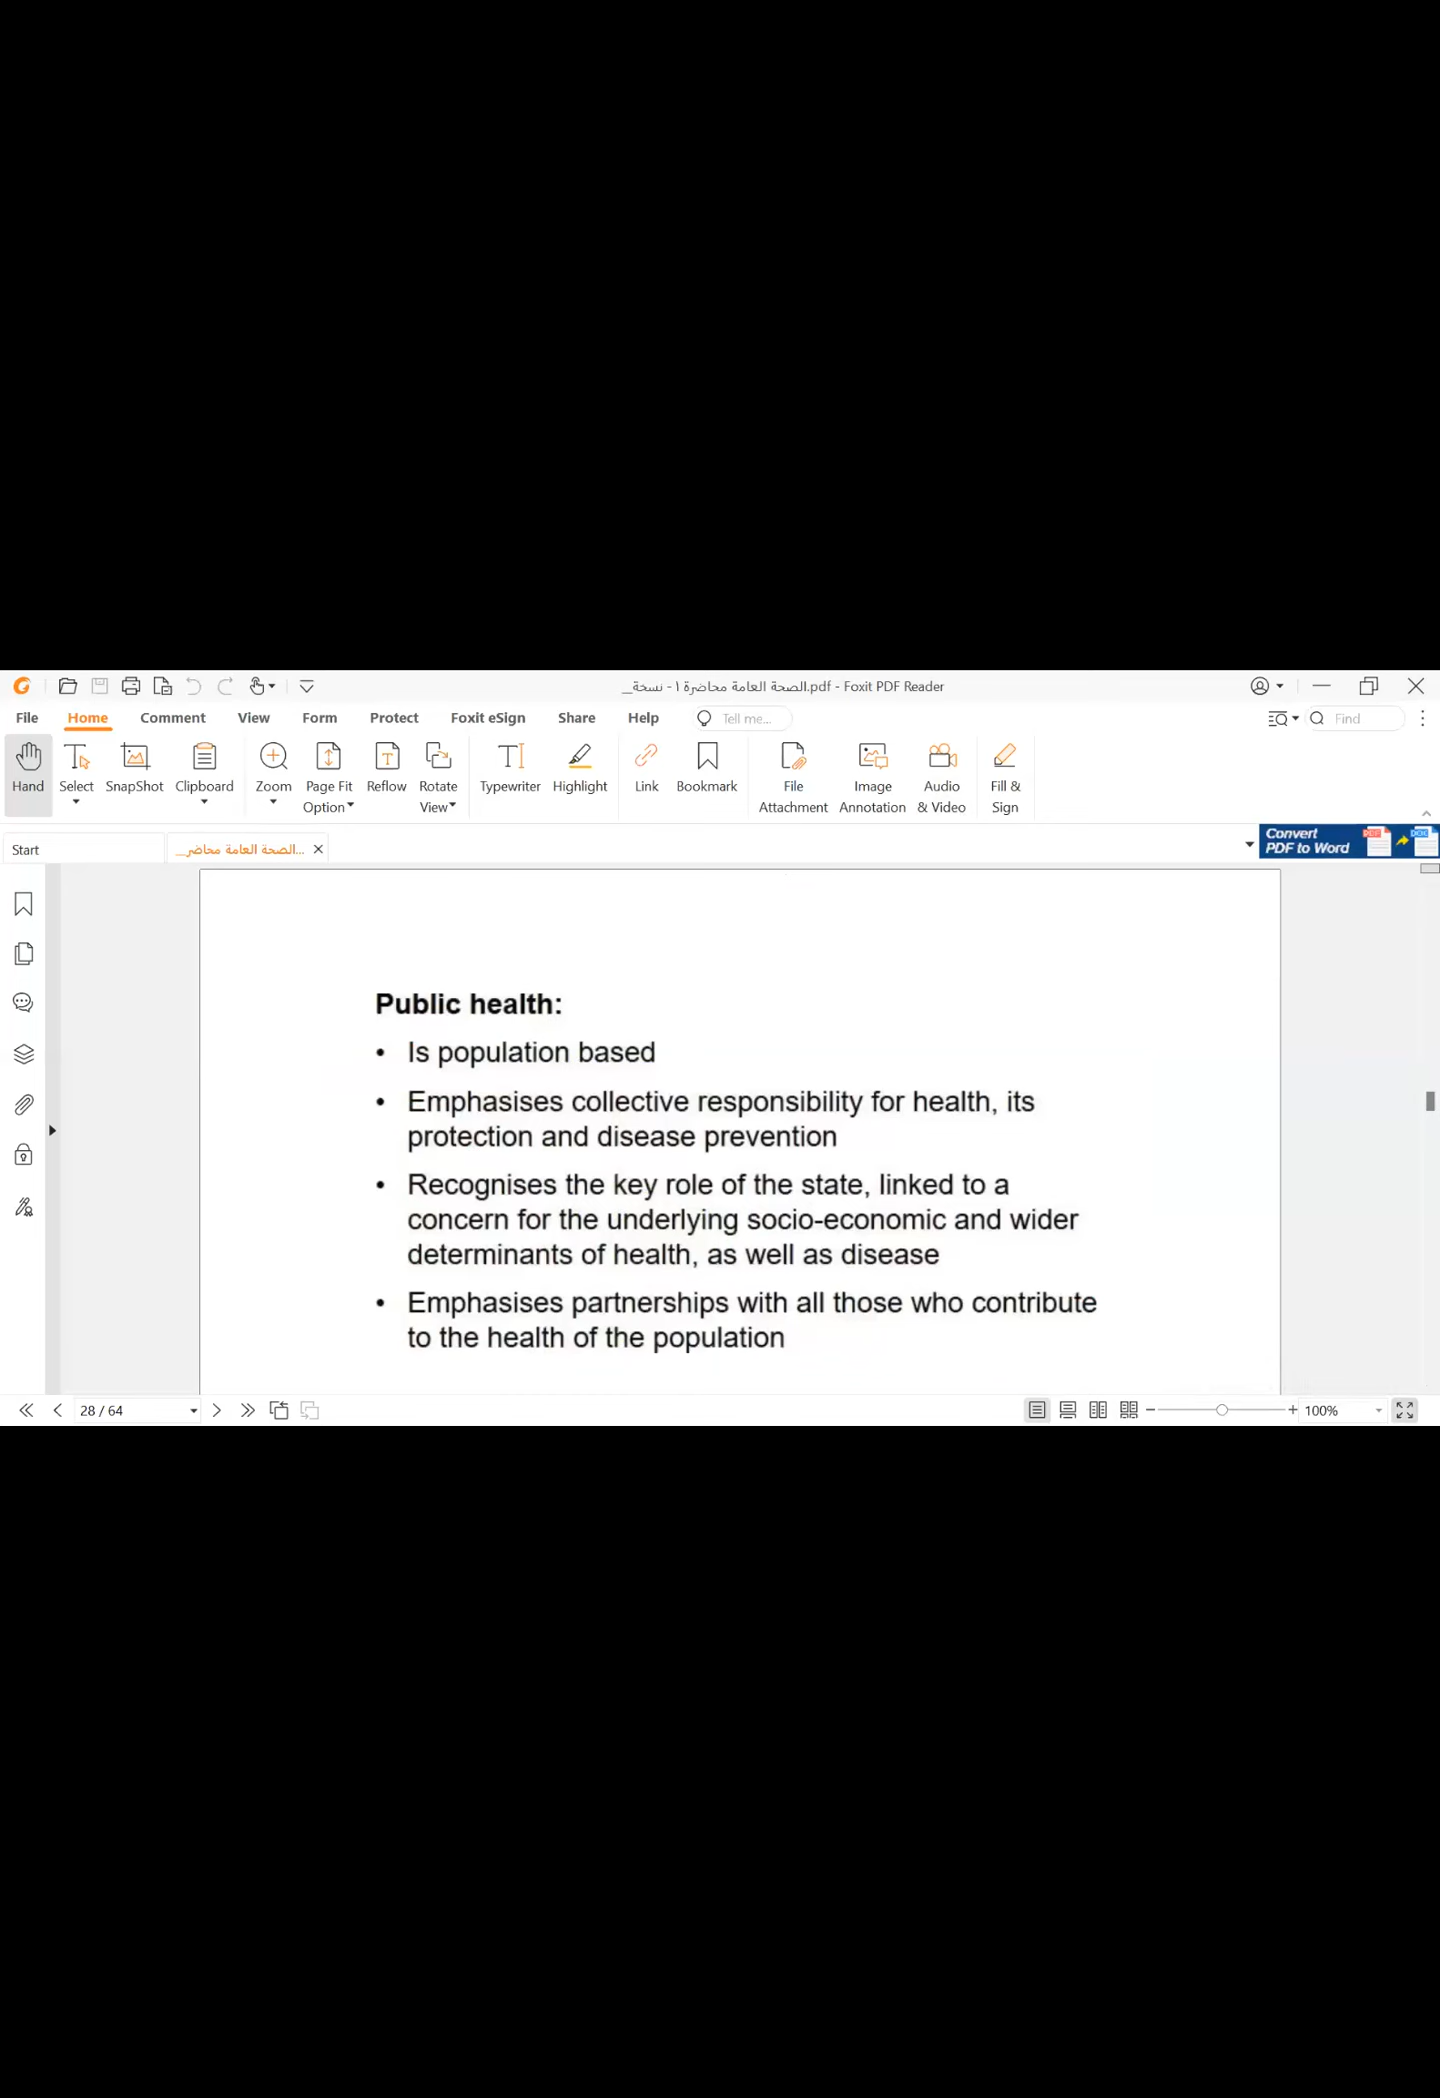 الصحة العامة محاضرة ١ - نسخة__.pdf - Foxit PDF Reader
File Home Comment View Form Protect Foxit eSign Share Help Tell me... Find
Hand Select SnapShot Clipboard Zoom Page Fit Option Reflow Rotate View Typewriter Highlight Link Bookmark File Attachment Image Annotation Audio & Video Fill & Sign
Start
الصحة العامة محاضر...__
Convert
PDF to Word
PDF
DOC
Public health:
• Is population based
• Emphasises collective responsibility for health, its
protection and disease prevention
• Recognises the key role of the state, linked to a
concern for the underlying socio-economic and wider
determinants of health, as well as disease
• Emphasises partnerships with all those who contribute
to the health of the population
28 / 64
100%